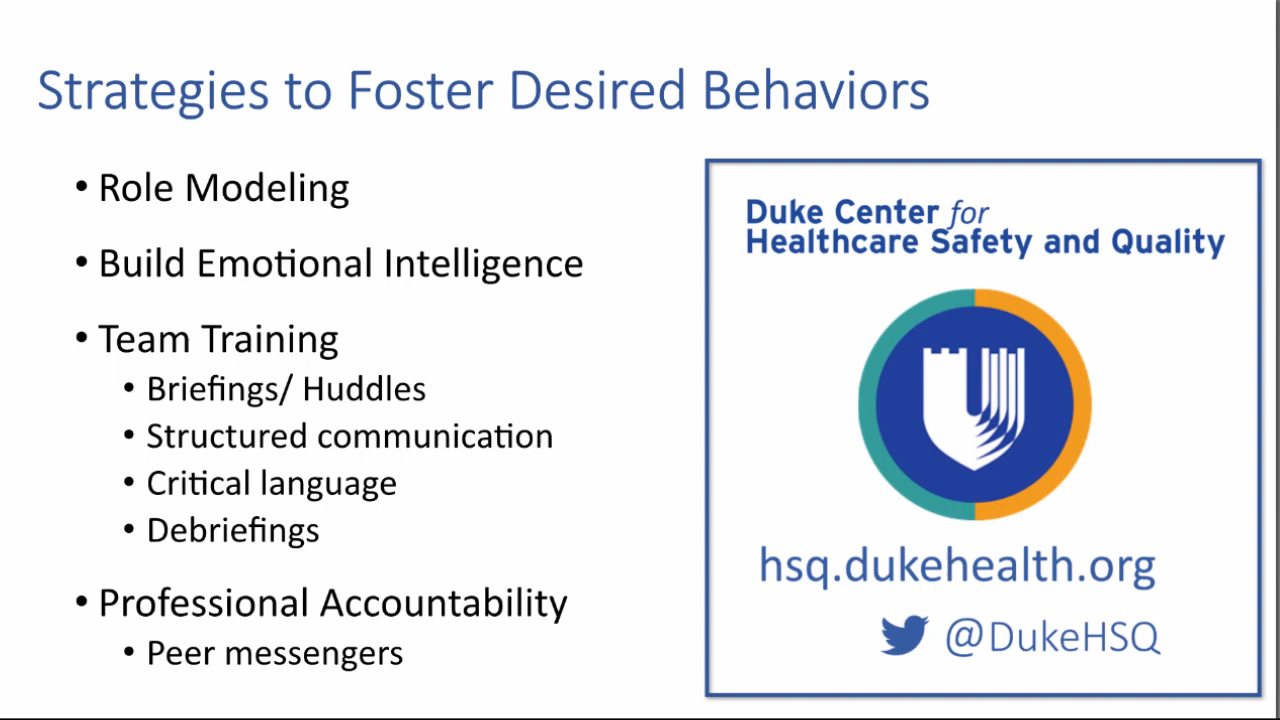 Strategies to Foster Desired Behaviors
• Role Modeling
• Build Emotional Intelligence
• Team Training
• Briefings/ Huddles
• Structured communication
• Critical language
• Debriefings
• Professional Accountability
• Peer messengers
Duke Center for
Healthcare Safety and Quality
hsq.dukehealth.org
@DukeHSQ